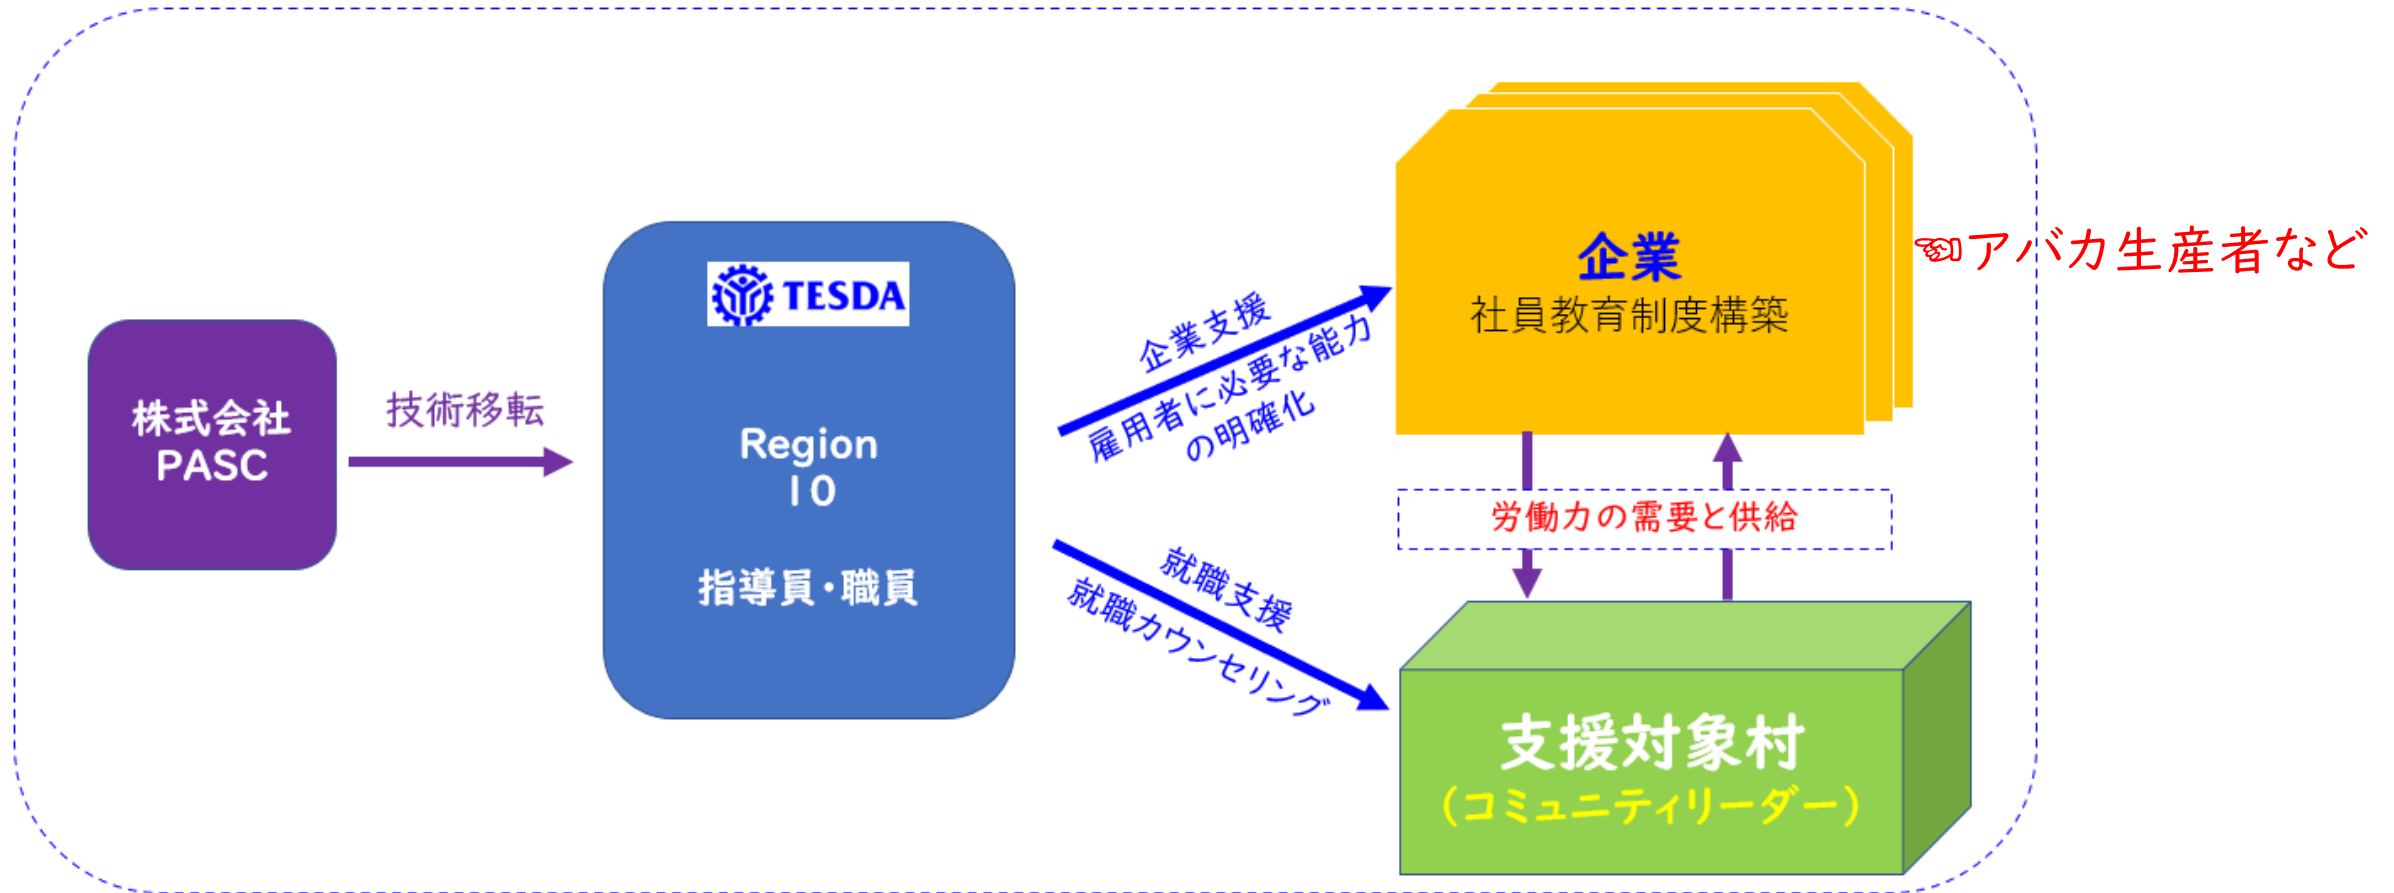 株式会社
PASC
技術移転
TESDA
Region
10
指導員・職員
企業支援
雇用者に必要な能力
の明確化
就職支援
就職カウンセリング
企業
社員教育制度構築
☜アバカ生産者など
労働力の需要と供給
支援対象村
（コミュニティリーダー）